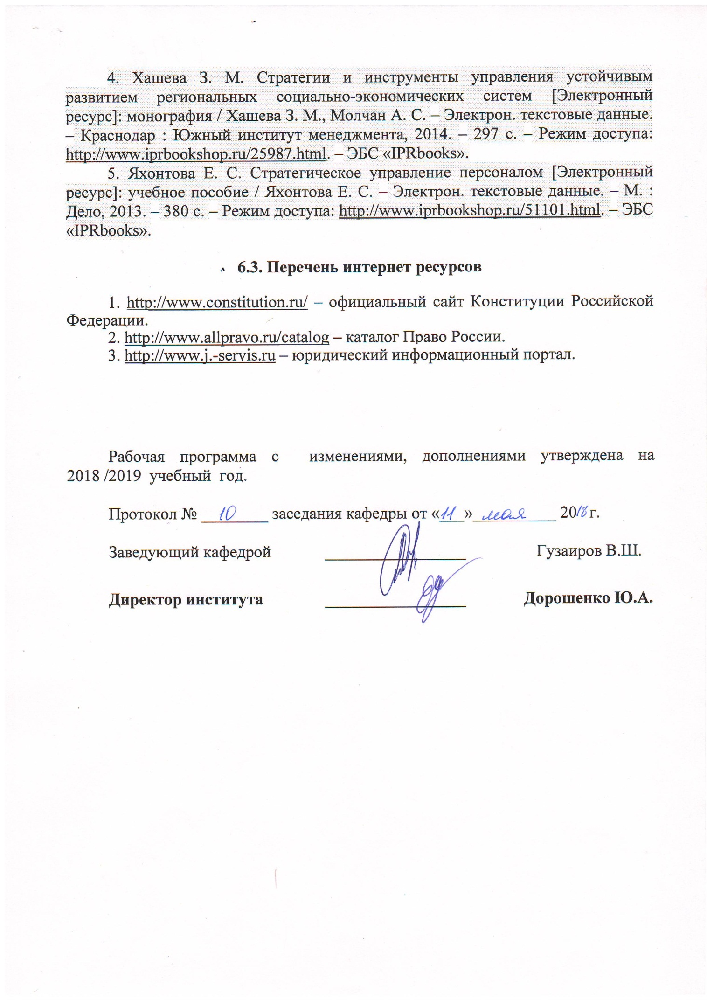 4. Хашева З. М. Стратегии и инструменты управления устойчивым
развитием региональных социально-экономических систем [Электронный
ресурс]: монография / Хашева З. М., Молчан А. С. – Электрон. текстовые данные.
– Краснодар : Южный институт менеджмента, 2014. – 297 с. – Режим доступа:
http://www.iprbookshop.ru/25987.html. – ЭБС «IPRbooks».
5. Яхонтова Е. С. Стратегическое управление персоналом [Электронный
ресурс]: учебное пособие / Яхонтова Е. С. – Электрон. текстовые данные. – М. :
Дело, 2013. – 380 с. – Режим доступа: http://www.iprbookshop.ru/51101.html. – ЭБС
«IPRbooks».
6.3. Перечень интернет ресурсов
1. http://www.constitution.ru/ – официальный сайт Конституции Российской
Федерации.
2. http://www.allpravo.ru/catalog – каталог Право России.
3. http://www.j.-servis.ru – юридический информационный портал.
Рабочая программа с изменениями, дополнениями утверждена на
2018 /2019 учебный год.
Протокол № 10 заседания кафедры от «11» мая 2018 г.
Заведующий кафедрой Гузаиров В.Ш.
Директор института Дорошенко Ю.А.